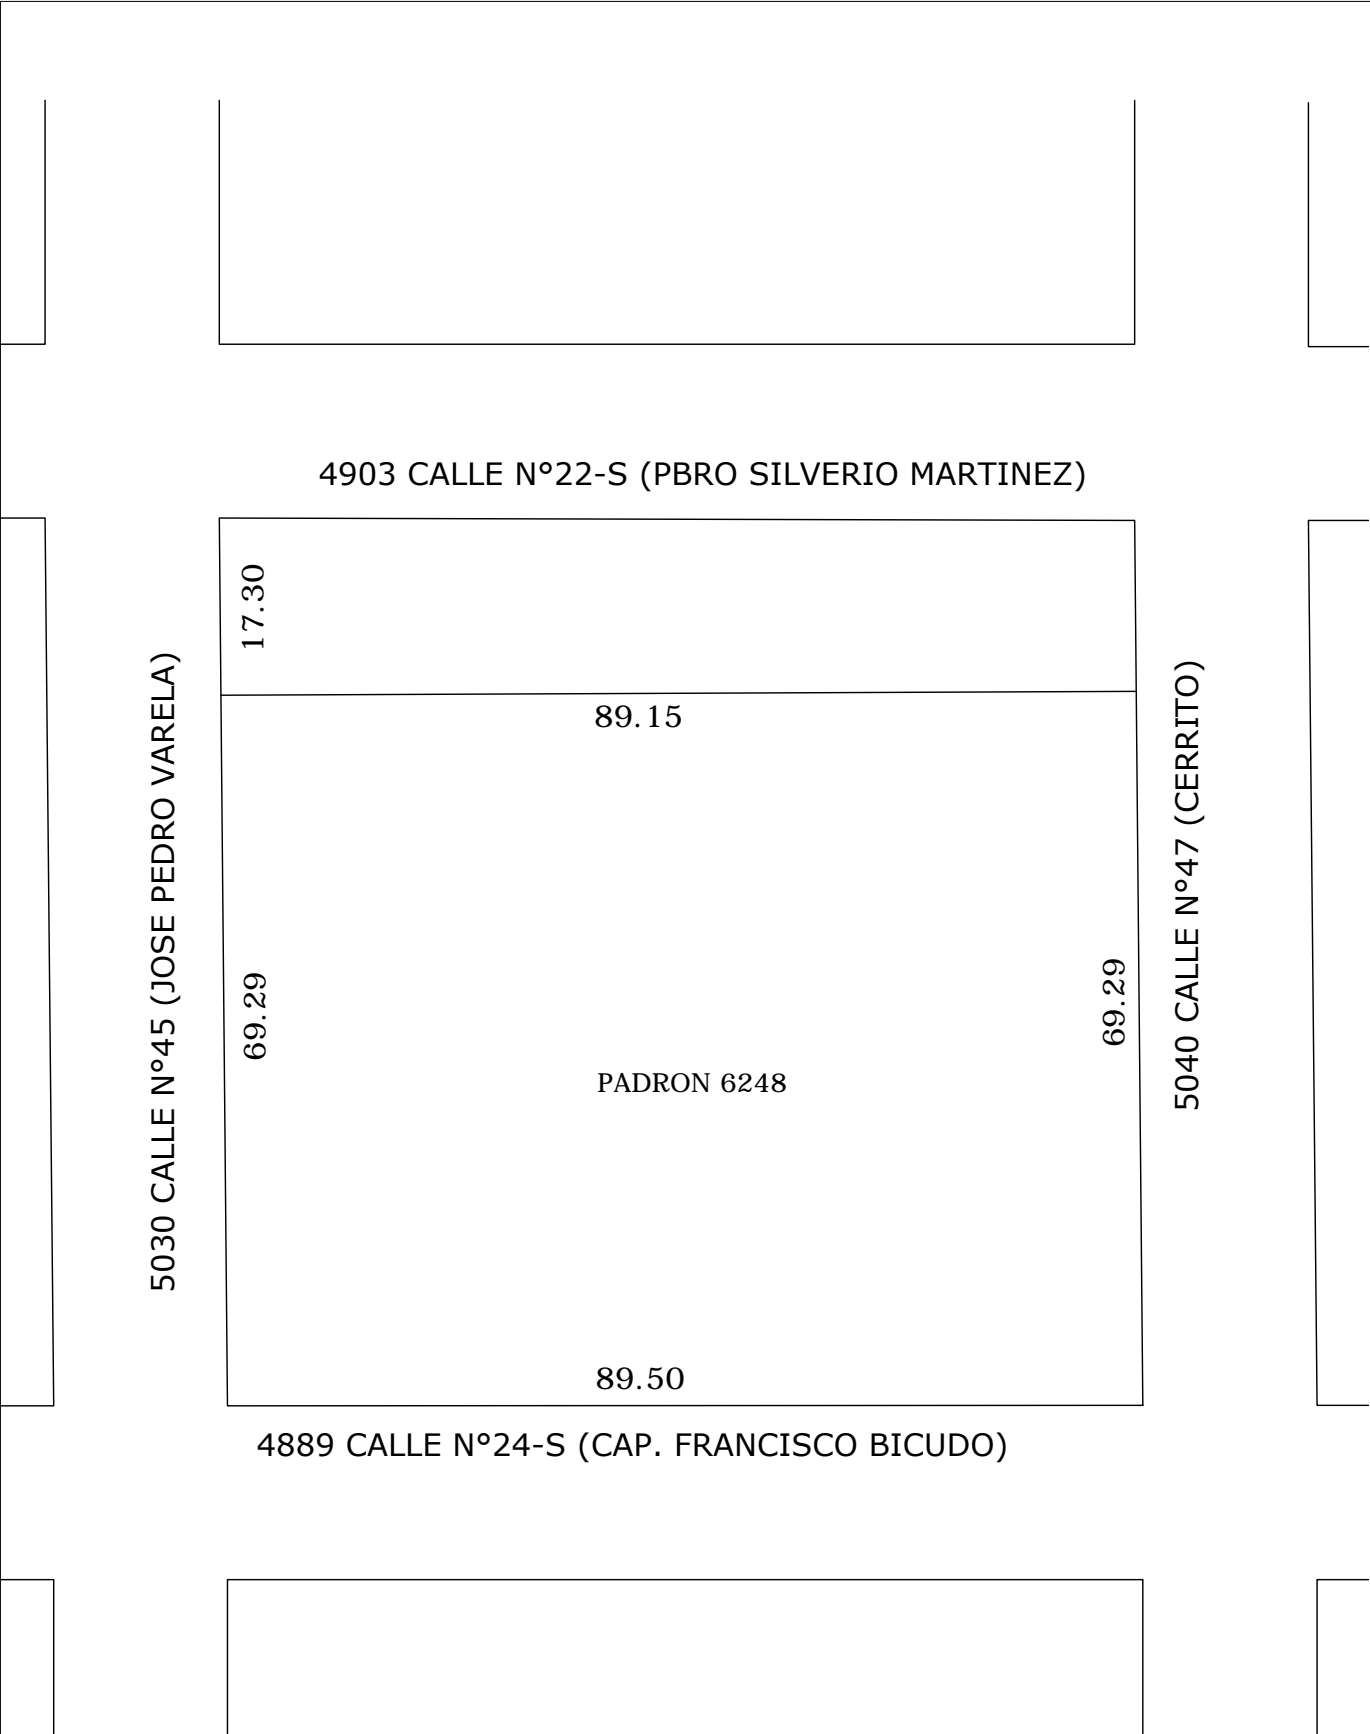 4903 CALLE N°22-S (PBRO SILVERIO MARTINEZ)
17.30
89.15
5030 CALLE N°45 (JOSE PEDRO VARELA)
69.29
69.29
5040 CALLE N°47 (CERRITO)
PADRON 6248
89.50
4889 CALLE N°24-S (CAP. FRANCISCO BICUDO)